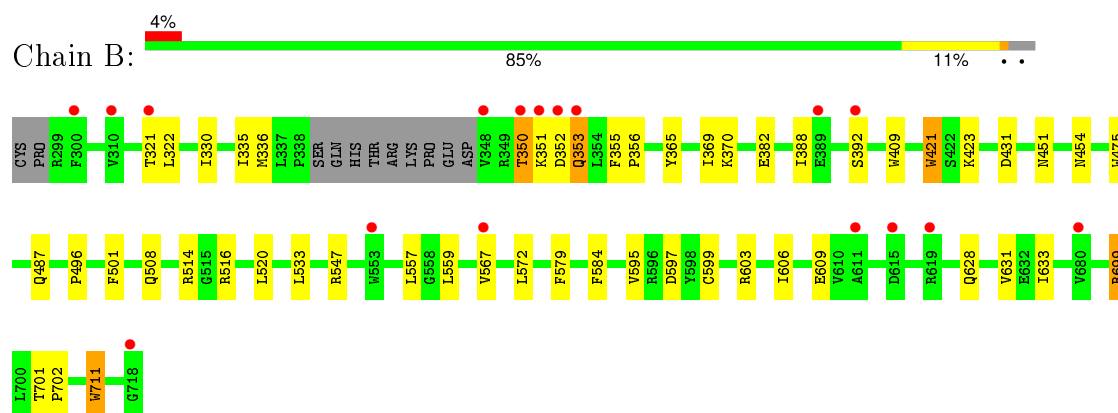 4%
Chain B:
85% 11% • •
CYS PRO R299 F300 V310 T321 L322 I330 I335 M336 L337 P338 SER GLN HIS THR ARG LYS PRO GLU ASP V348 R349 T350 K351 D352 Q353 L354 F355 P356 Y365 I369 K370 E382 I388 E389 S392 W409 W421 S422 K423 D431 N451 N454 W475
Q487 P496 F501 Q508 R514 G515 R516 L520 L533 R547 W553 L557 G558 L559 V567 L572 F579 F584 V595 R596 D597 Y598 C599 R603 I606 E609 V610 A611 D615 R619 Q628 V631 E632 I633 V680 R699
L700 T701 P702 W711 G718